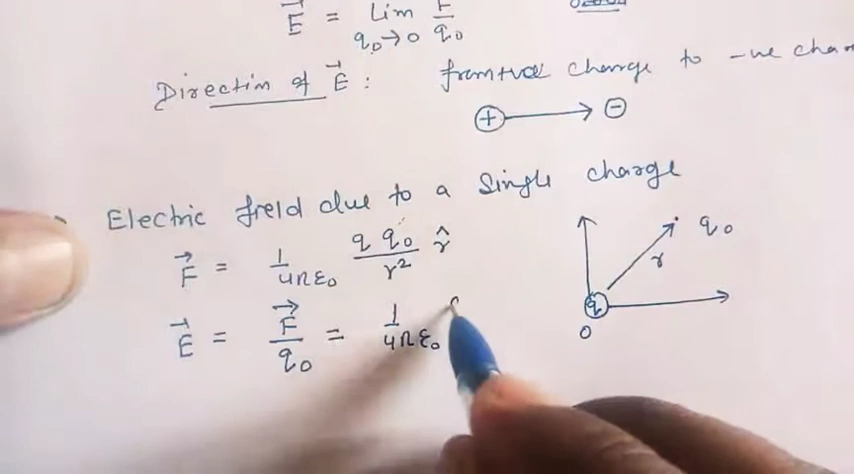 E⃗ = Lim q₀→0 F/q₀
Direction of E⃗ : from +ve charge to -ve char
+ → −
Electric field due to a Single charge
F⃗ = 1/4πε₀ q q₀/r² r̂
E⃗ = F⃗/q₀ = 1/4πε₀
q₀
r
q
O